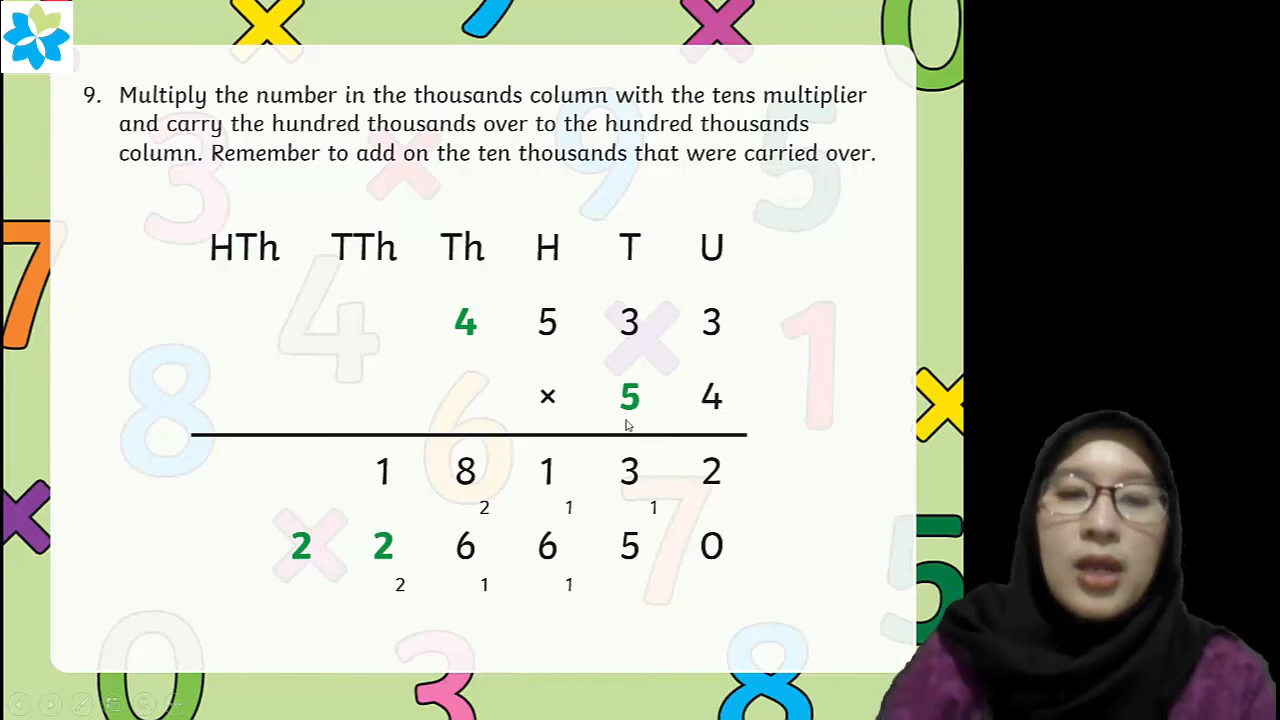 9. Multiply the number in the thousands column with the tens multiplier
and carry the hundred thousands over to the hundred thousands
column. Remember to add on the ten thousands that were carried over.
HTh TTh Th H T U
4 5 3 3
× 5 4
1 8 1 3 2
2 1 1
2 2 6 6 5 0
2 1 1